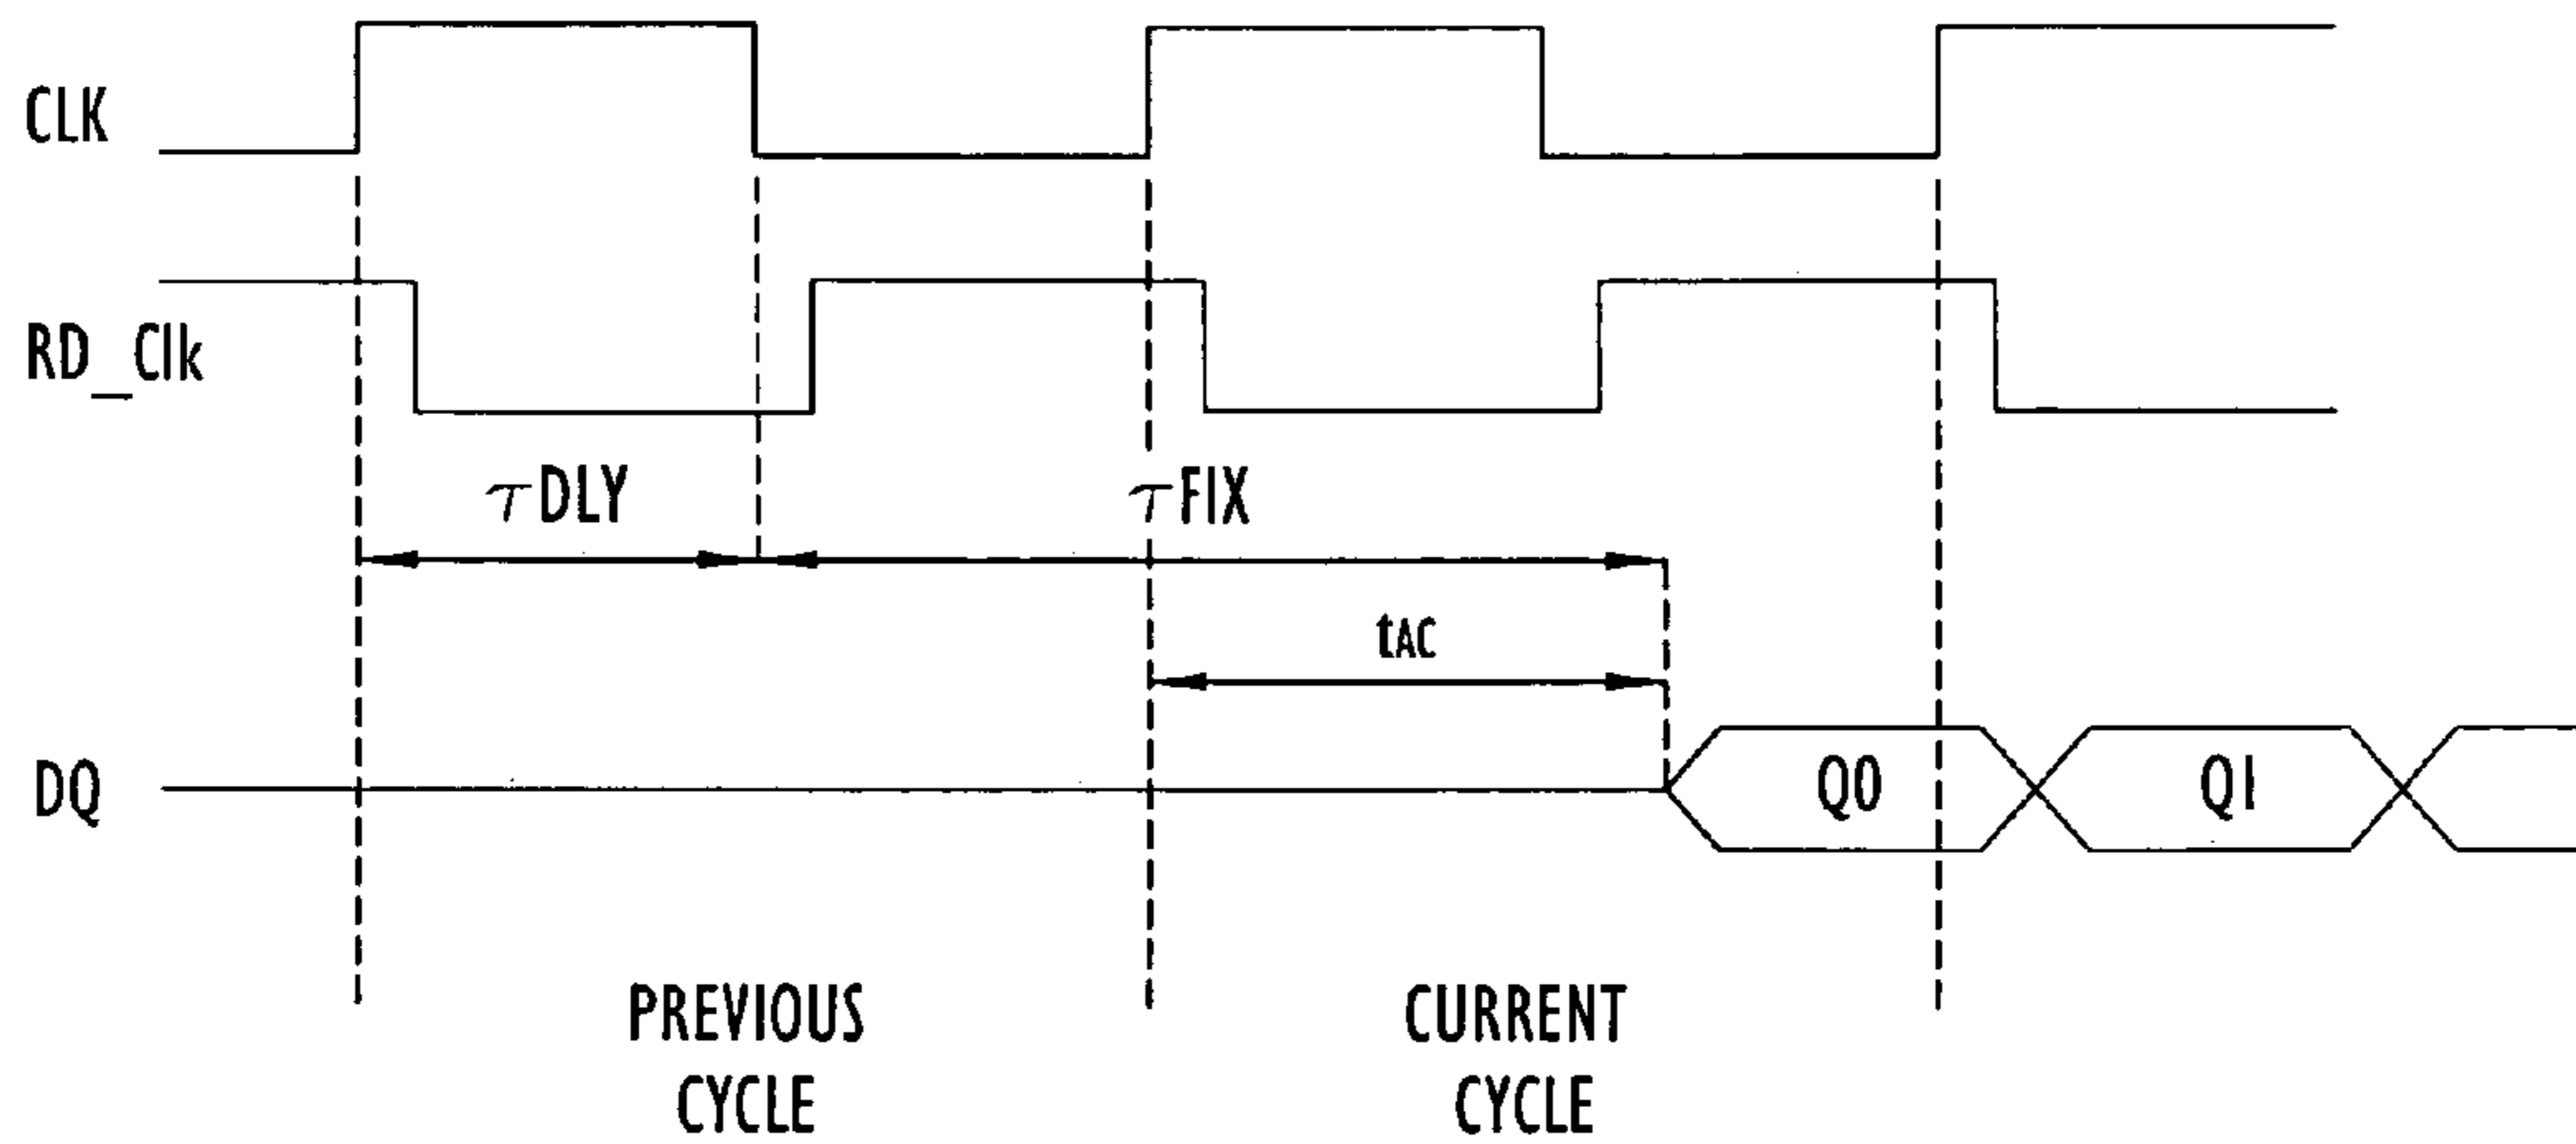 CLK
RD_Clk
τDLY
τFIX
tAC
DQ
Q0
Q1
PREVIOUS
CYCLE
CURRENT
CYCLE